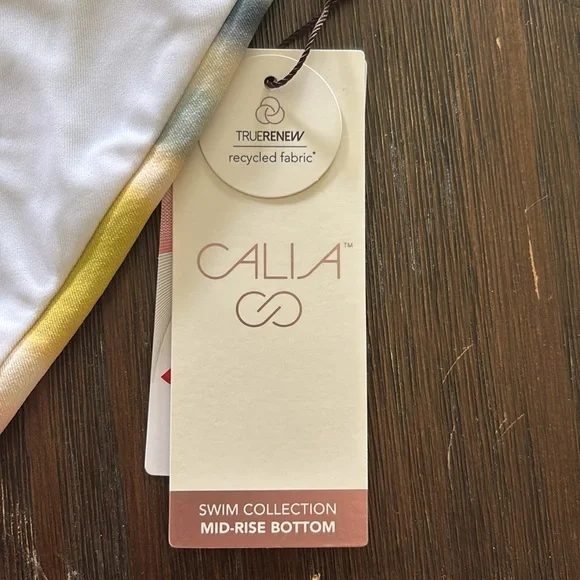 TRUERENEW
recycled fabric*
CALIA™
SWIM COLLECTION
MID-RISE BOTTOM